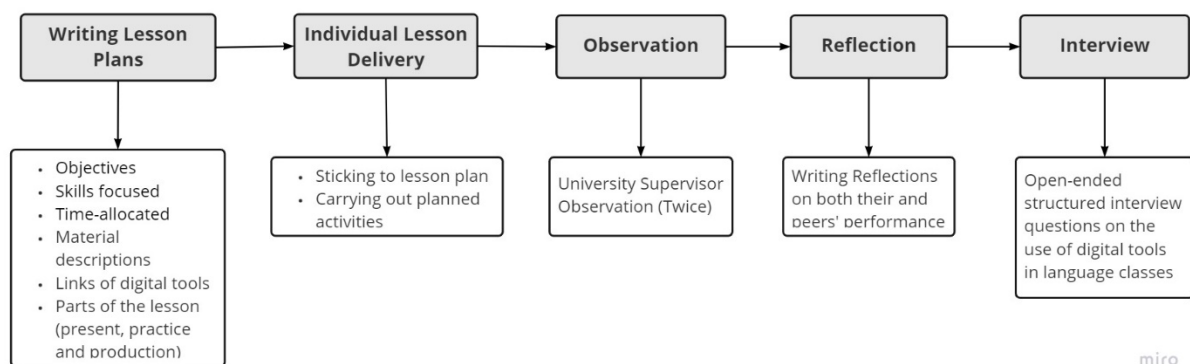 Writing Lesson
Plans
Individual Lesson
Delivery
Observation
Reflection
Interview
• Objectives
• Skills focused
• Time-allocated
• Material
descriptions
• Links of digital tools
• Parts of the lesson
(present, practice
and production)
• Sticking to lesson plan
• Carrying out planned
activities
University Supervisor
Observation (Twice)
Writing Reflections
on both their and
peers' performance
Open-ended
structured interview
questions on the
use of digital tools
in language classes
miro